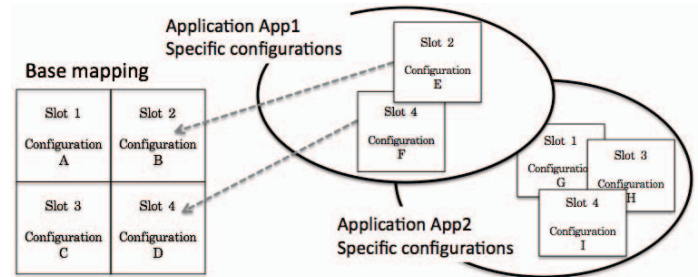 Application App1
Specific configurations
Base mapping
Slot 1
Configuration
A
Slot 2
Configuration
B
Slot 3
Configuration
C
Slot 4
Configuration
D
Slot 2
Configuration
E
Slot 4
Configuration
F
Slot 1
Configuratio
G
Slot 3
Configuration
H
Slot 4
Configuration
I
Application App2
Specific configurations